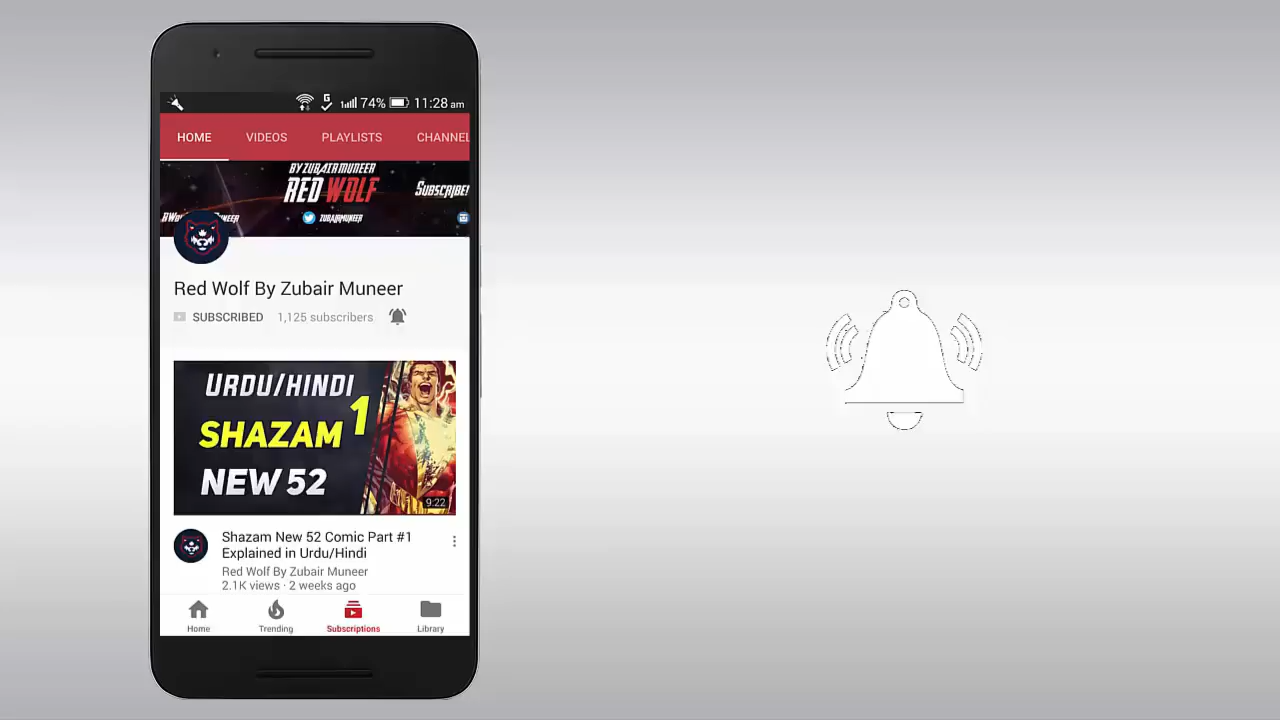 74% 11:28 am
HOME VIDEOS PLAYLISTS CHANNEL
BY ZUBAIR MUNEER
RED WOLF
SUBSCRIBE!
ZUBAIRMUNEER
Red Wolf By Zubair Muneer
SUBSCRIBED 1,125 subscribers
URDU/HINDI
SHAZAM 1
NEW 52
9:22
Shazam New 52 Comic Part #1
Explained in Urdu/Hindi
Red Wolf By Zubair Muneer
2.1K views · 2 weeks ago
Home Trending Subscriptions Library